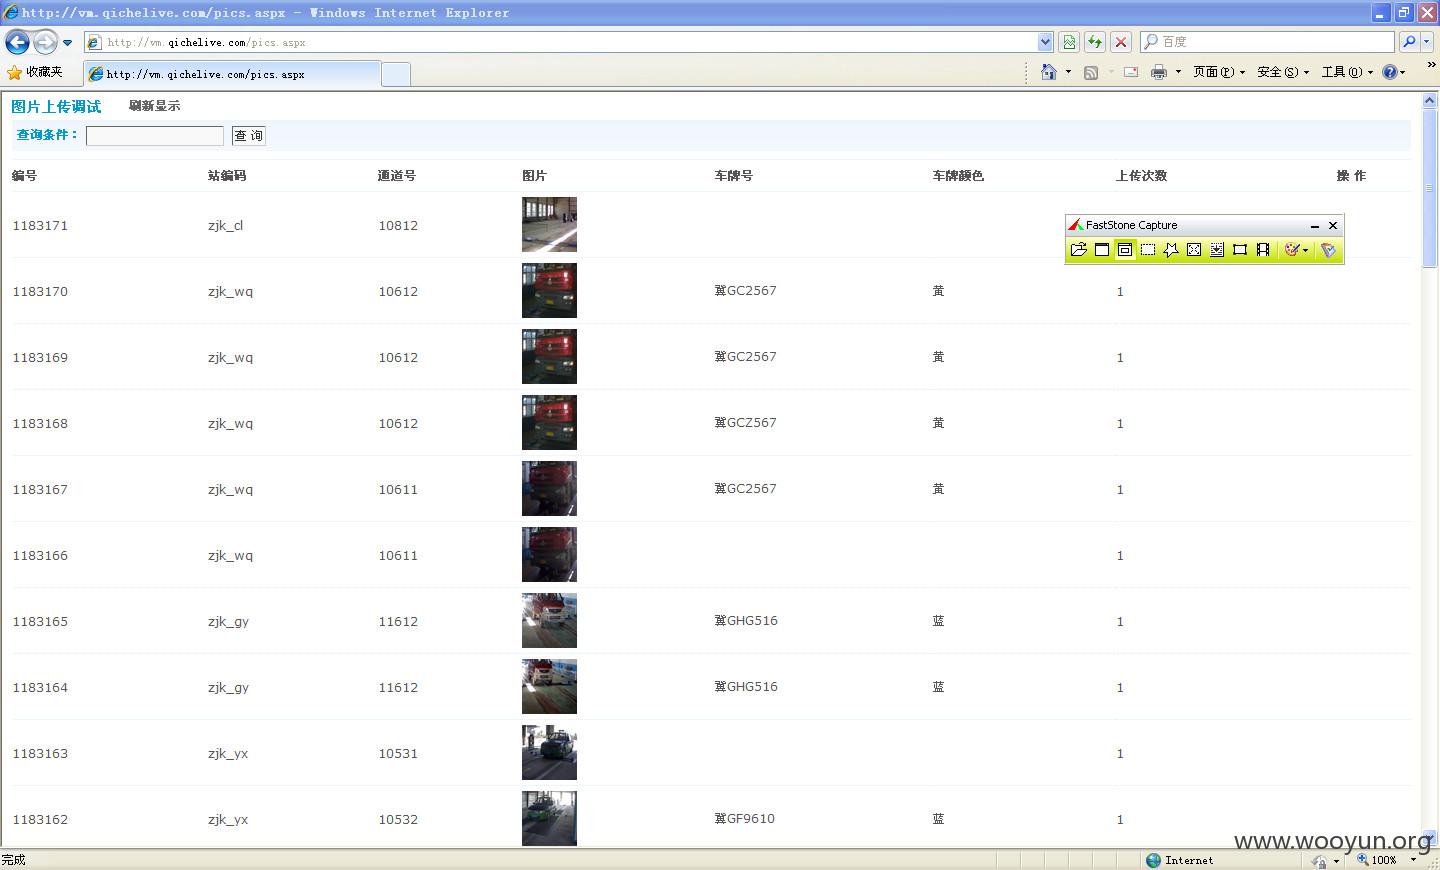 http://vm.qichelive.com/pics.aspx - Windows Internet Explorer
http://vm.qichelive.com/pics.aspx
百度
收藏夹
http://vm.qichelive.com/pics.aspx
页面(P) 安全(S) 工具(O) »
图片上传调试 刷新显示
查询条件： 查 询
编号 站编码 通道号 图片 车牌号 车牌颜色 上传次数 操 作
1183171 zjk_cl 10812
FastStone Capture
1183170 zjk_wq 10612 冀GC2567 黄 1
1183169 zjk_wq 10612 冀GC2567 黄 1
1183168 zjk_wq 10612 冀GCZ567 黄 1
1183167 zjk_wq 10611 冀GC2567 黄 1
1183166 zjk_wq 10611 1
1183165 zjk_gy 11612 冀GHG516 蓝 1
1183164 zjk_gy 11612 冀GHG516 蓝 1
1183163 zjk_yx 10531 1
1183162 zjk_yx 10532 冀GF9610 蓝 1
www.wooyun.org
完成 Internet 100%